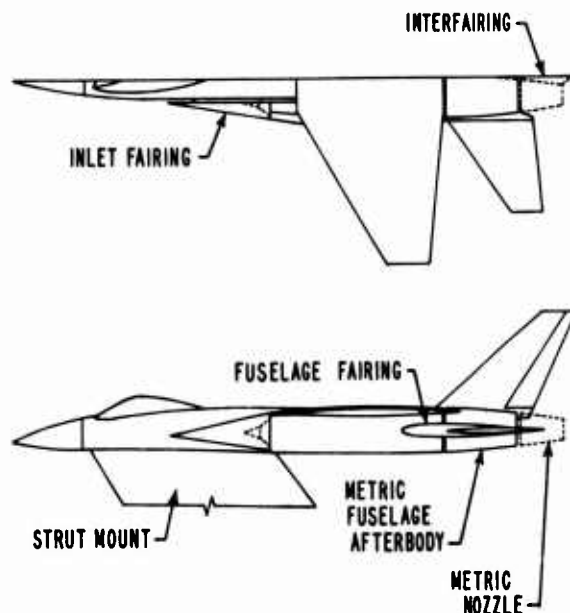 INTERFAIRING
INLET FAIRING
FUSELAGE FAIRING
METRIC
FUSELAGE
AFTERBODY
STRUT MOUNT
METRIC
NOZZLE